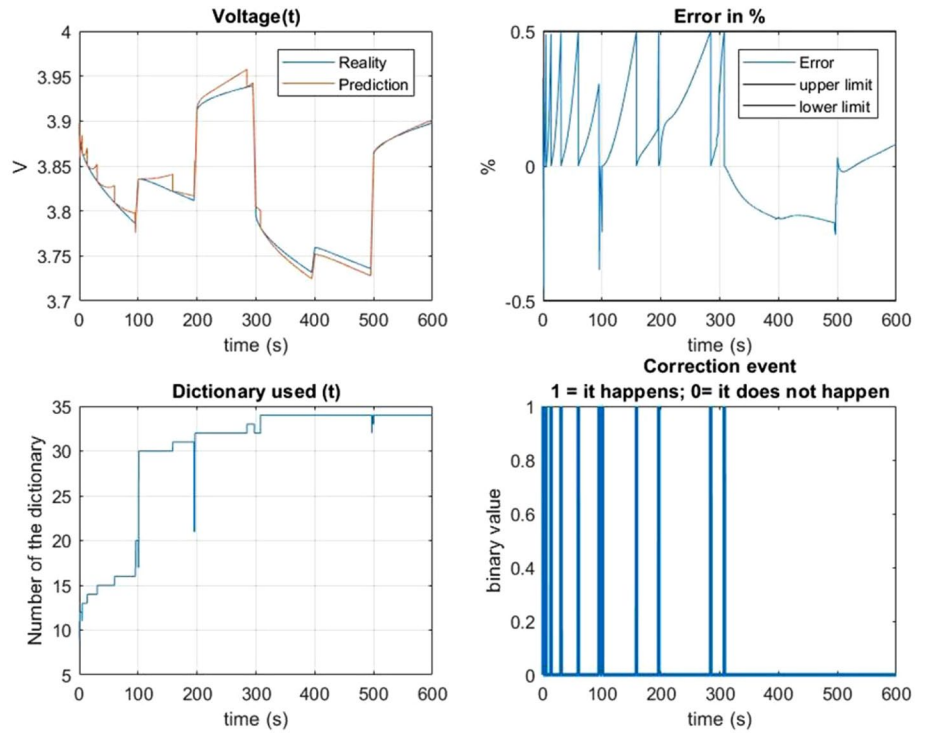 Voltage(t)
4
3.95
3.9
3.85
3.8
3.75
3.7
V
Reality
Prediction
0 100 200 300 400 500 600
time (s)
Error in %
0.5
0
-0.5
%
Error
upper limit
lower limit
0 100 200 300 400 500 600
time (s)
Dictionary used (t)
35
30
25
20
15
10
5
Number of the dictionary
0 100 200 300 400 500 600
time (s)
Correction event
1 = it happens; 0= it does not happen
1
0.8
0.6
0.4
0.2
0
binary value
0 100 200 300 400 500 600
time (s)